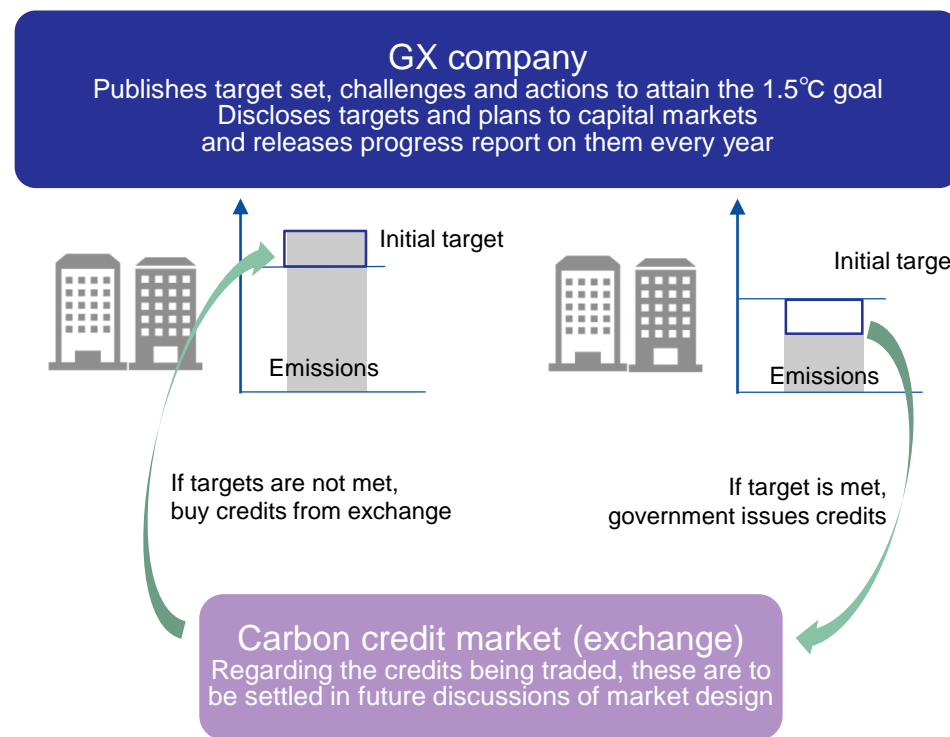 GX company
Publishes target set, challenges and actions to attain the 1.5℃ goal
Discloses targets and plans to capital markets
and releases progress report on them every year
Initial target
Initial target
Emissions
Emissions
If targets are not met,
buy credits from exchange
If target is met,
government issues credits
Carbon credit market (exchange)
Regarding the credits being traded, these are to
be settled in future discussions of market design